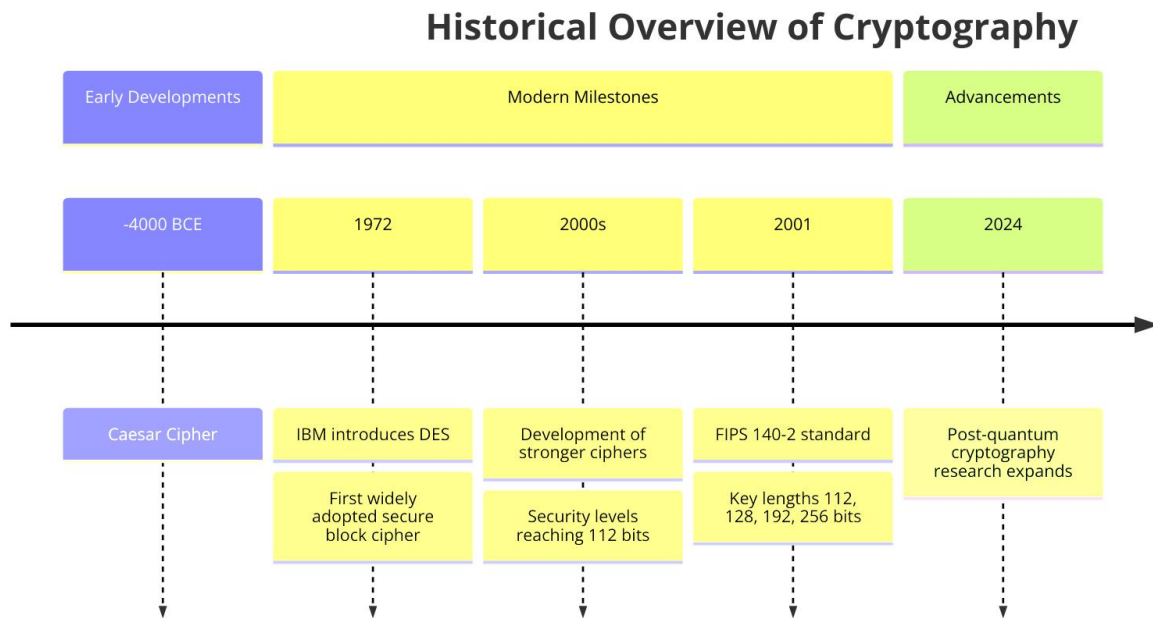 Historical Overview of Cryptography
Early Developments
Modern Milestones
Advancements
-4000 BCE
1972
2000s
2001
2024
Caesar Cipher
IBM introduces DES
First widely
adopted secure
block cipher
Development of
stronger ciphers
Security levels
reaching 112 bits
FIPS 140-2 standard
Key lengths 112,
128, 192, 256 bits
Post-quantum
cryptography
research expands